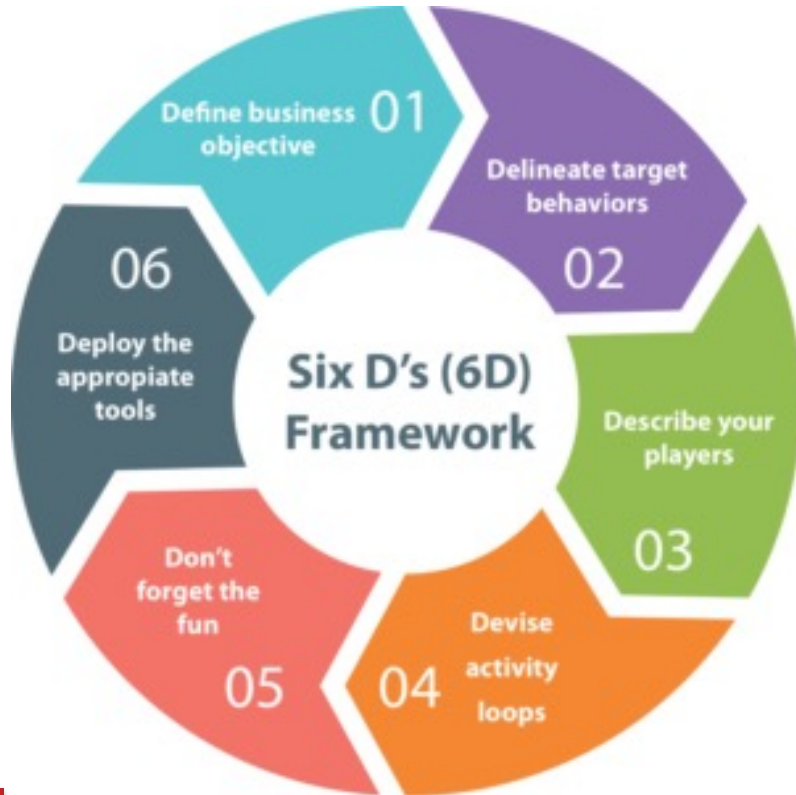 Define business 01
objective
Delineate target
behaviors
02
Describe your
players
03
Devise
activity
04
loops
Don't
forget the
fun
05
06
Deploy the
appropiate
tools
Six D's (6D)
Framework